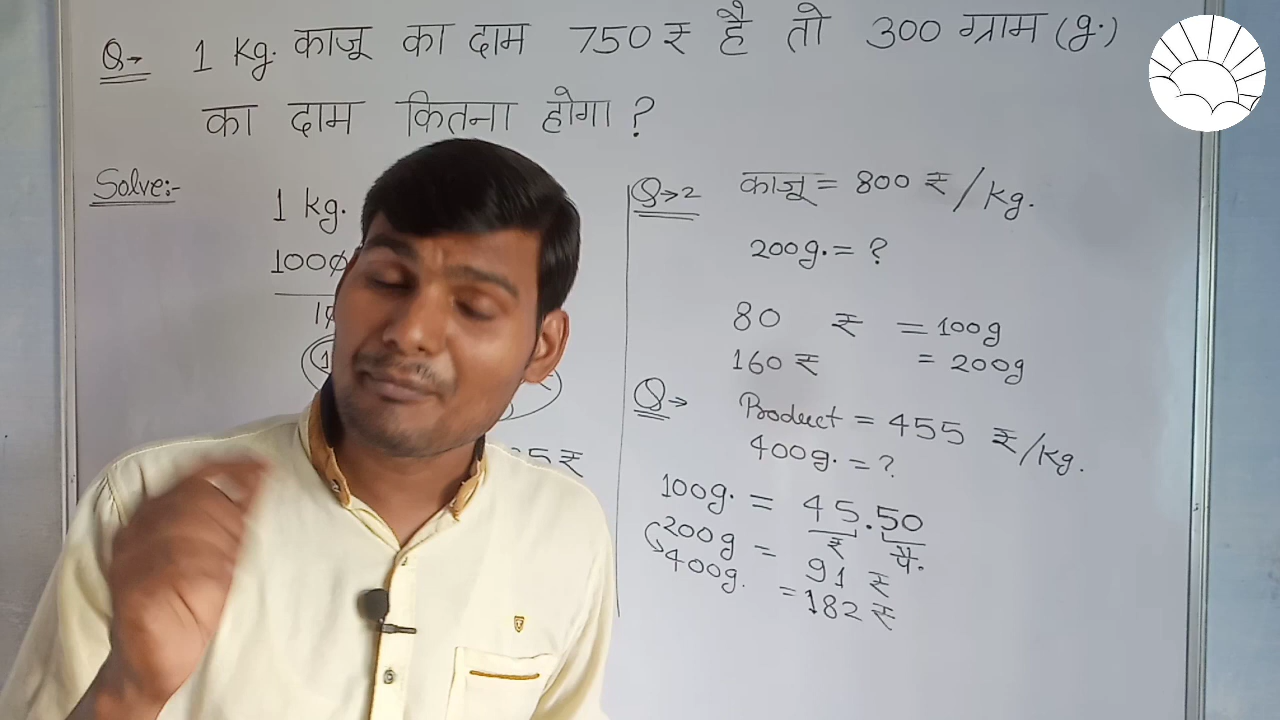 Q→ 1 Kg. काजू का दाम 750 ₹ है तो 300 ग्राम (g.)
का दाम कितना होगा ?
Solve:-
1 kg.
1000
Q→2 काजू = 800 ₹ / Kg.
200g. = ?
80 ₹ = 100g
160 ₹ = 200g
Q→ Product = 455 ₹/Kg.
400g. = ?
100g. = 45.50
₹ पै.
200g = 91 ₹
400g. = 182 ₹